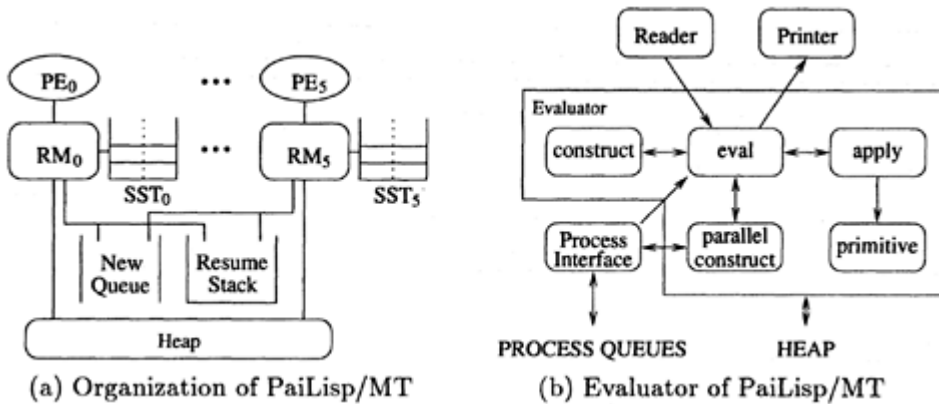 PE0 ... PE5
RM0 ... RM5
SST0 SST5
New
Queue
Resume
Stack
Heap
(a) Organization of PaiLisp/MT
Reader Printer
Evaluator
construct eval apply
Process
Interface
parallel
construct
primitive
PROCESS QUEUES HEAP
(b) Evaluator of PaiLisp/MT